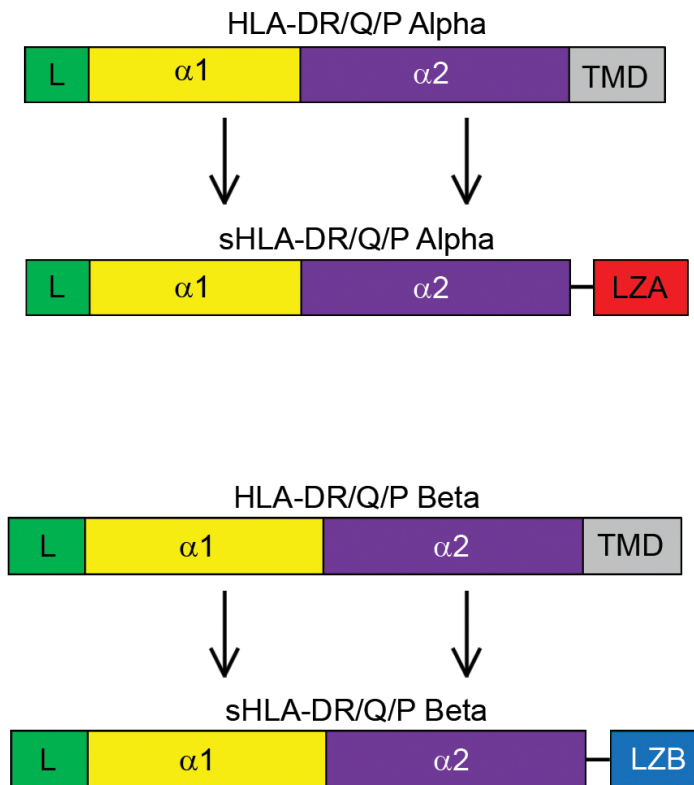 HLA-DR/Q/P Alpha
L α1 α2 TMD
sHLA-DR/Q/P Alpha
L α1 α2 LZA
HLA-DR/Q/P Beta
L α1 α2 TMD
sHLA-DR/Q/P Beta
L α1 α2 LZB